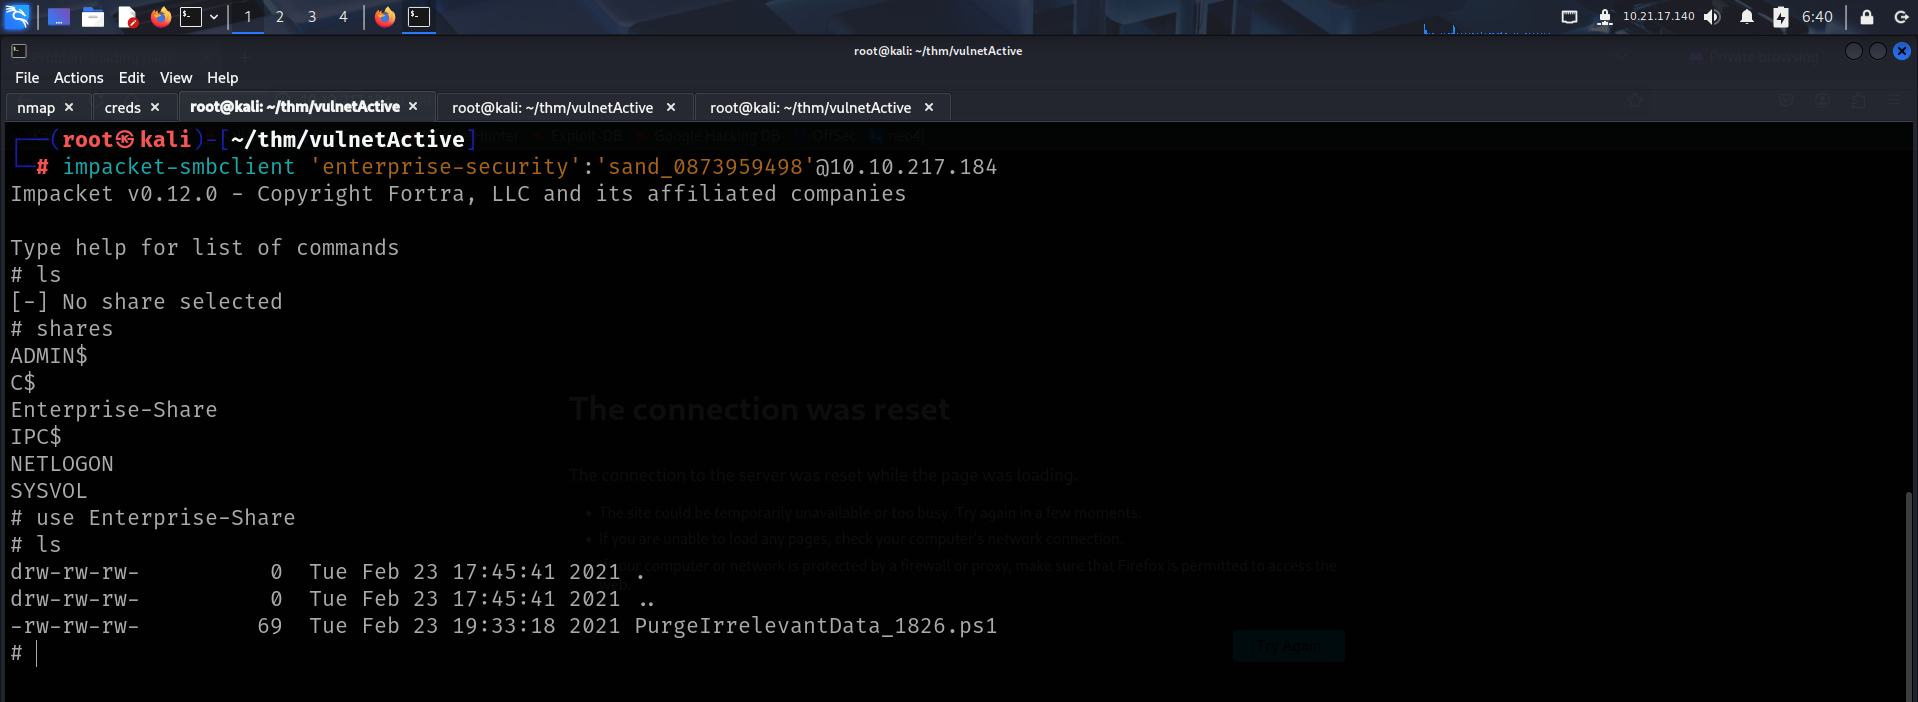 1 2 3 4 10.21.17.140 6:40
root@kali: ~/thm/vulnetActive
File Actions Edit View Help
nmap × creds × root@kali: ~/thm/vulnetActive × root@kali: ~/thm/vulnetActive × root@kali: ~/thm/vulnetActive ×
┌──(root㉿kali)-[~/thm/vulnetActive]
└─# impacket-smbclient 'enterprise-security':'sand_0873959498'@10.10.217.184
Impacket v0.12.0 - Copyright Fortra, LLC and its affiliated companies
Type help for list of commands
# ls
[-] No share selected
# shares
ADMIN$
C$
Enterprise-Share
IPC$
NETLOGON
SYSVOL
# use Enterprise-Share
# ls
drw-rw-rw-          0  Tue Feb 23 17:45:41 2021 .
drw-rw-rw-          0  Tue Feb 23 17:45:41 2021 ..
-rw-rw-rw-         69  Tue Feb 23 19:33:18 2021 PurgeIrrelevantData_1826.ps1
#
Private browsing
Exploit-DB Google Hacking DB OffSec
The connection was reset
The connection to the server was reset while the page was loading.
• The site could be temporarily unavailable or too busy. Try again in a few moments.
• If you are unable to load any pages, check your computer's network connection.
your computer or network is protected by a firewall or proxy, make sure that Firefox is permitted to access the
Try Again